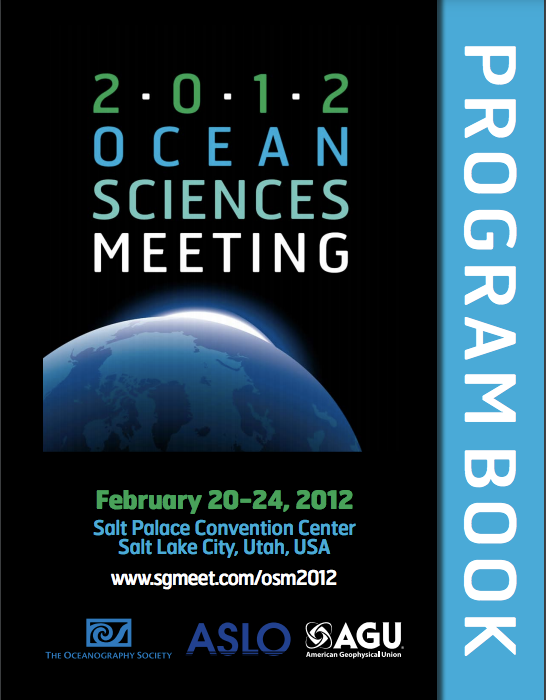 2·0·1·2
OCEAN
SCIENCES
MEETING
February 20–24, 2012
Salt Palace Convention Center
Salt Lake City, Utah, USA
www.sgmeet.com/osm2012
THE OCEANOGRAPHY SOCIETY
ASLO
AGU
American Geophysical Union
PROGRAM BOOK